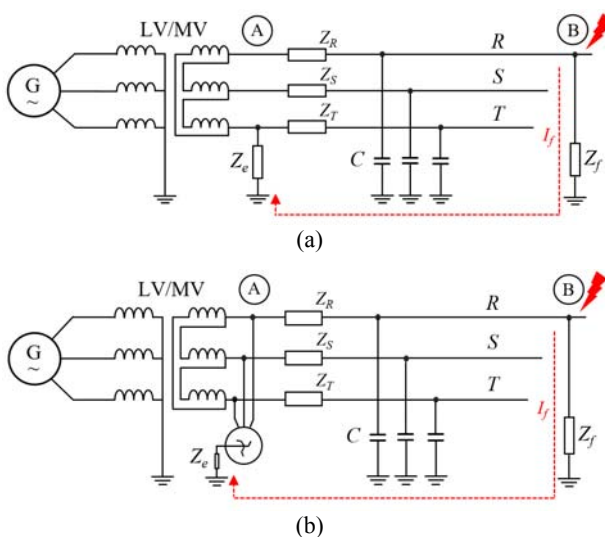 LV/MV A Z_R R B
G ~ Z_S S
Z_T T
Z_e C I_f Z_f
(a)
LV/MV A Z_R R B
G ~ Z_S S
Z_T T
Z_e C I_f Z_f
(b)